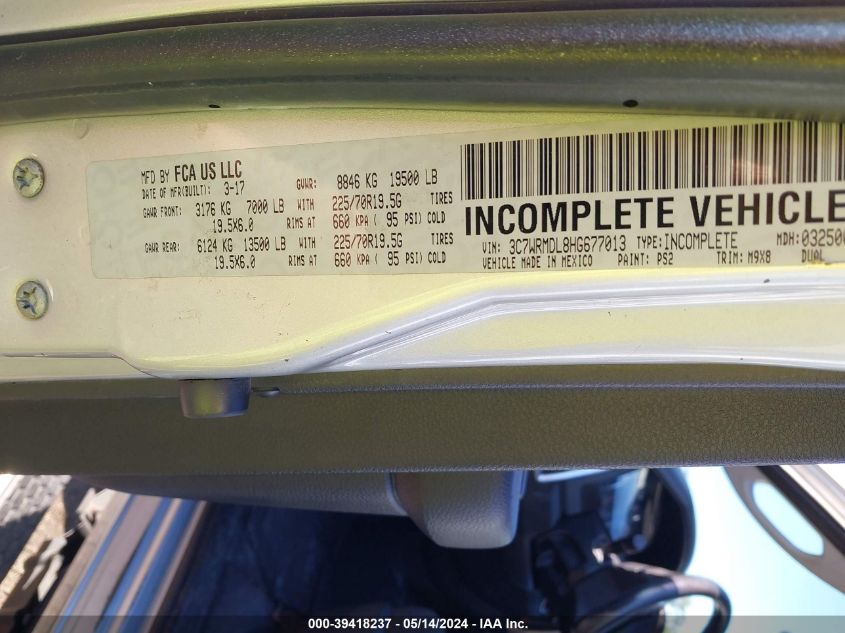 MFD BY FCA US LLC
DATE OF MFR(BUILT): 3-17 GVWR: 8846 KG 19500 LB
GAWR FRONT: 3176 KG 7000 LB WITH 225/70R19.5G TIRES
19.5X6.0 RIMS AT 660 KPA ( 95 PSI) COLD
GAWR REAR: 6124 KG 13500 LB WITH 225/70R19.5G TIRES
19.5X6.0 RIMS AT 660 KPA ( 95 PSI) COLD
INCOMPLETE VEHICLE
VIN: 3C7WRMDL8HG677013 TYPE:INCOMPLETE MDH:032500
VEHICLE MADE IN MEXICO PAINT: PS2 TRIM: M9X8 DUAL
000-39418237 - 05/14/2024 - IAA Inc.